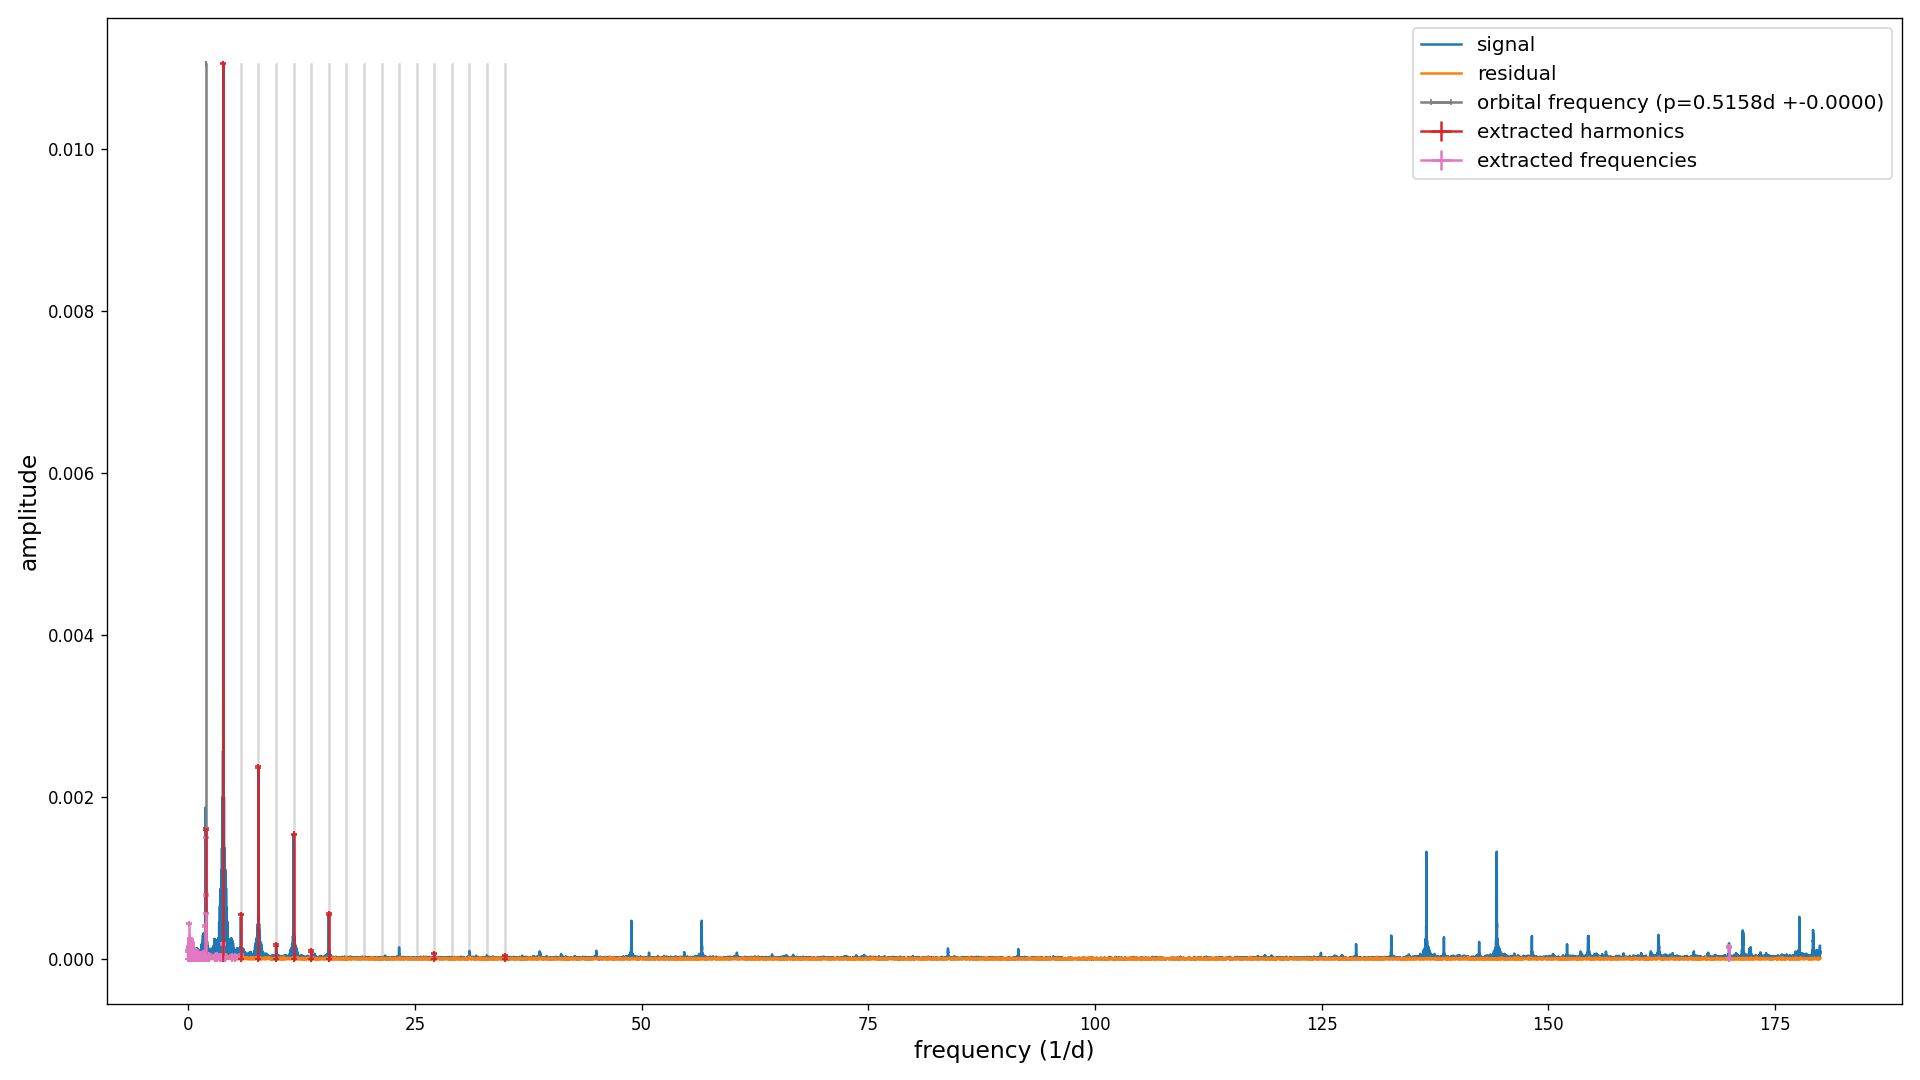 signal
residual
orbital frequency (p=0.5158d +-0.0000)
extracted harmonics
extracted frequencies
0.010
0.008
0.006
0.004
0.002
0.000
amplitude
0 25 50 75 100 125 150 175
frequency (1/d)